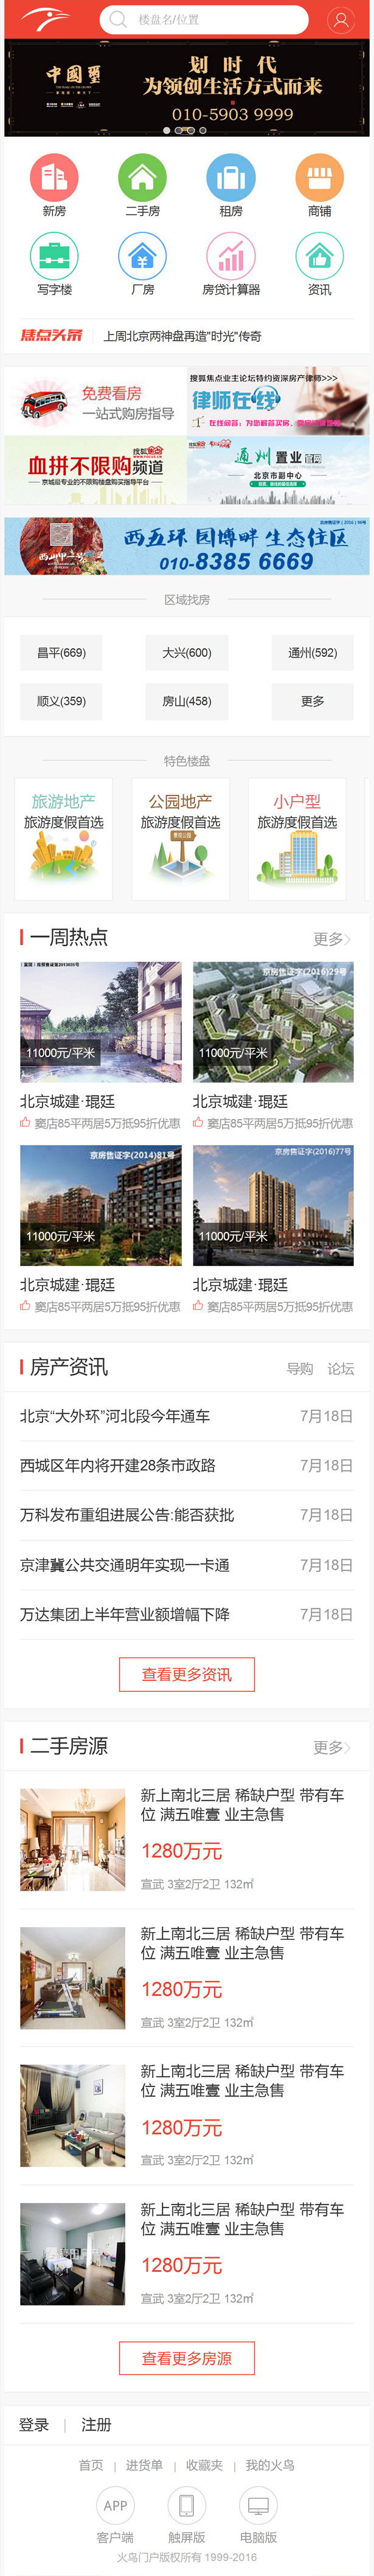 楼盘名/位置
中國璽
划时代
为领创生活方式而来
010-5903 9999
新房
二手房
租房
商铺
写字楼
厂房
房贷计算器
资讯
焦点头条
上周北京两神盘再造"时光"传奇
免费看房
一站式购房指导
搜狐焦点业主论坛特约资深房产律师>>>
律师在线
血拼不限购频道
京城最专业的不限购楼盘购买指导平台
通州置业官网
北京市副中心
西五环 园博畔 生态住区
010-8385 6669
区域找房
昌平(669)
大兴(600)
通州(592)
顺义(359)
房山(458)
更多
特色楼盘
旅游地产
旅游度假首选
公园地产
旅游度假首选
小户型
旅游度假首选
一周热点
更多
11000元/平米
京房售证字(2016)29号
11000元/平米
北京城建·琨廷
窦店85平两居5万抵95折优惠
北京城建·琨廷
窦店85平两居5万抵95折优惠
京房售证字(2014)81号
11000元/平米
京房售证字(2016)77号
11000元/平米
北京城建·琨廷
窦店85平两居5万抵95折优惠
北京城建·琨廷
窦店85平两居5万抵95折优惠
房产资讯
导购 论坛
北京“大外环”河北段今年通车 7月18日
西城区年内将开建28条市政路 7月18日
万科发布重组进展公告:能否获批 7月18日
京津冀公共交通明年实现一卡通 7月18日
万达集团上半年营业额增幅下降 7月18日
查看更多资讯
二手房源
更多
新上南北三居 稀缺户型 带有车
位 满五唯壹 业主急售
1280万元
宣武 3室2厅2卫 132㎡
新上南北三居 稀缺户型 带有车
位 满五唯壹 业主急售
1280万元
宣武 3室2厅2卫 132㎡
新上南北三居 稀缺户型 带有车
位 满五唯壹 业主急售
1280万元
宣武 3室2厅2卫 132㎡
新上南北三居 稀缺户型 带有车
位 满五唯壹 业主急售
1280万元
宣武 3室2厅2卫 132㎡
查看更多房源
登录 | 注册
首页 | 进货单 | 收藏夹 | 我的火鸟
APP
客户端
触屏版
电脑版
火鸟门户版权所有 1999-2016